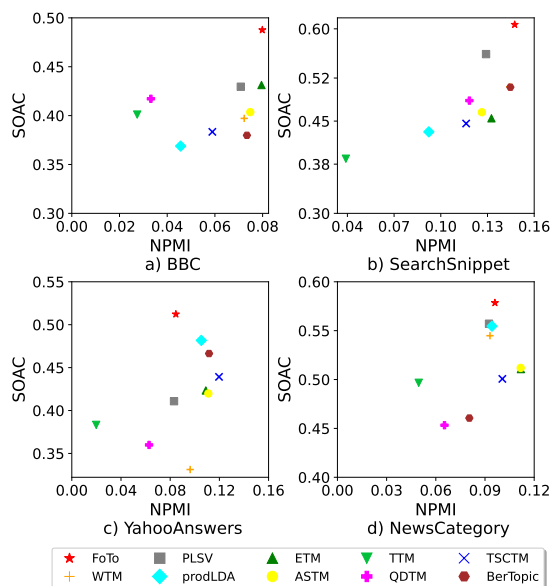 0.50
0.45
0.40
0.35
0.30
SOAC
0.00 0.02 0.04 0.06 0.08
NPMI
a) BBC
0.60
0.52
0.45
0.38
0.30
SOAC
0.04 0.07 0.10 0.13 0.16
NPMI
b) SearchSnippet
0.55
0.50
0.45
0.40
0.35
SOAC
0.00 0.04 0.08 0.12 0.16
NPMI
c) YahooAnswers
0.60
0.55
0.50
0.45
0.40
SOAC
0.00 0.03 0.06 0.09 0.12
NPMI
d) NewsCategory
FoTo PLSV ETM TTM TSCTM
WTM prodLDA ASTM QDTM BerTopic